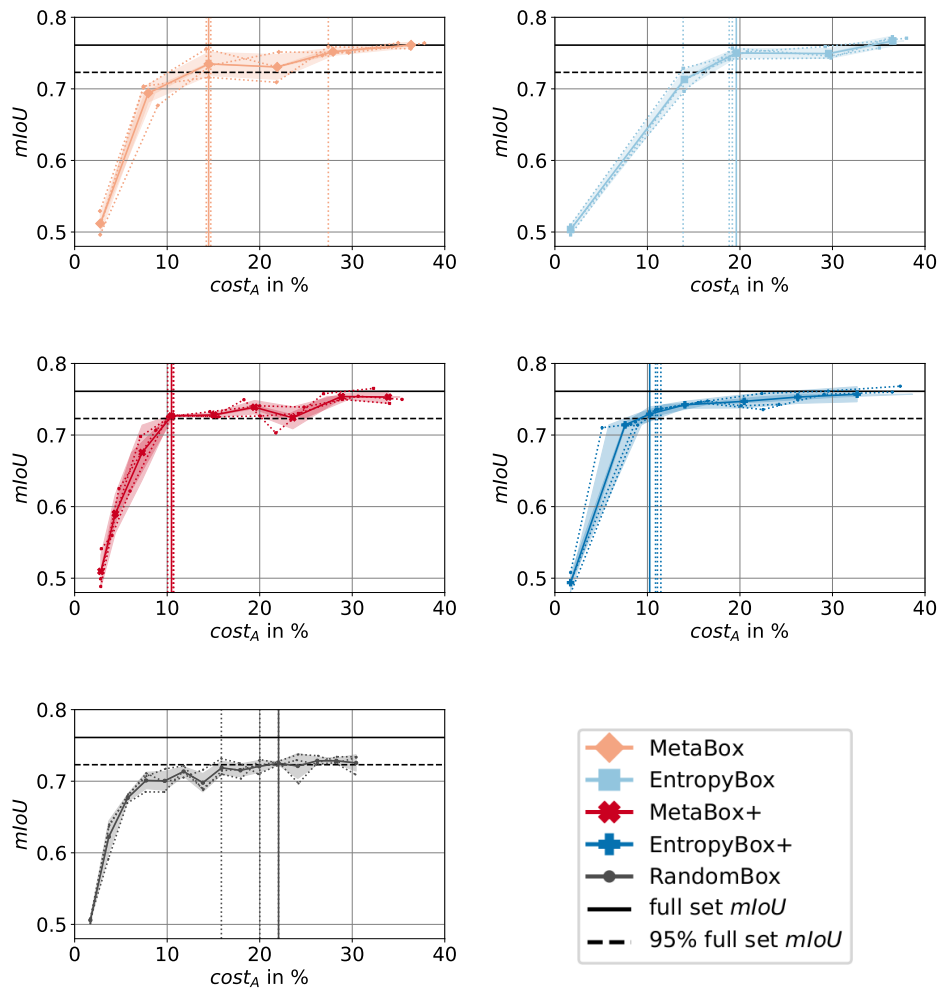 0.8
0.7
0.6
0.5
mIoU
0 10 20 30 40
cost_A in %
0.8
0.7
0.6
0.5
mIoU
0 10 20 30 40
cost_A in %
0.8
0.7
0.6
0.5
mIoU
0 10 20 30 40
cost_A in %
0.8
0.7
0.6
0.5
mIoU
0 10 20 30 40
cost_A in %
0.8
0.7
0.6
0.5
mIoU
0 10 20 30 40
cost_A in %
MetaBox
EntropyBox
MetaBox+
EntropyBox+
RandomBox
full set mIoU
95% full set mIoU